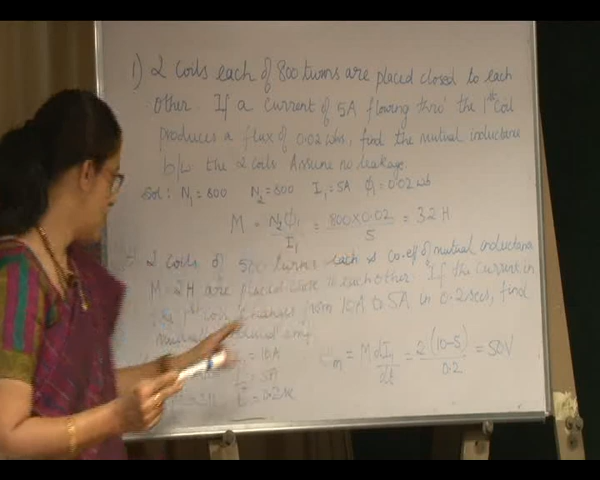 1) 2 coils each of 800 turns are placed closed to each
other. If a current of 5A flowing thro' the 1st coil
produces a flux of 0.02 wbs, find the mutual inductance
b/w the 2 coils Assume no leakage
Sol: N₁ = 800 N₂ = 800 I₁ = 5A ϕ₁ = 0.02 wb
M = N₂ϕ₁/I₁ = 800×0.02/5 = 3.2 H
2 coils of 500 turns each & co-eff of mutual inductance
M = 2H are placed close to each other. If the current in
1st coil changes from 10A to 5A in 0.2 secs, find
mutually induced emf
= 10A
5A
t = 0.2 sec
em = M dI₁/dt = 2(10-5)/0.2 = 50V